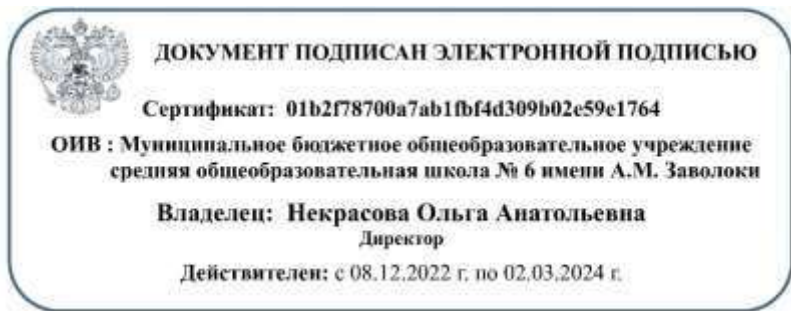 ДОКУМЕНТ ПОДПИСАН ЭЛЕКТРОННОЙ ПОДПИСЬЮ
Сертификат: 01b2f78700a7ab1fbf4d309b02e59e1764
ОИВ : Муниципальное бюджетное общеобразовательное учреждение
средняя общеобразовательная школа № 6 имени А.М. Заволоки
Владелец: Некрасова Ольга Анатольевна
Директор
Действителен: с 08.12.2022 г. по 02.03.2024 г.